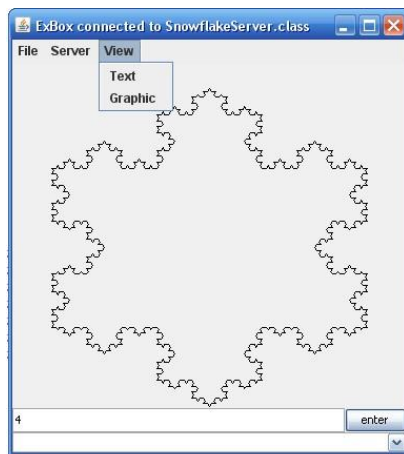 ExBox connected to SnowflakeServer.class
File Server View
Text
Graphic
4
enter